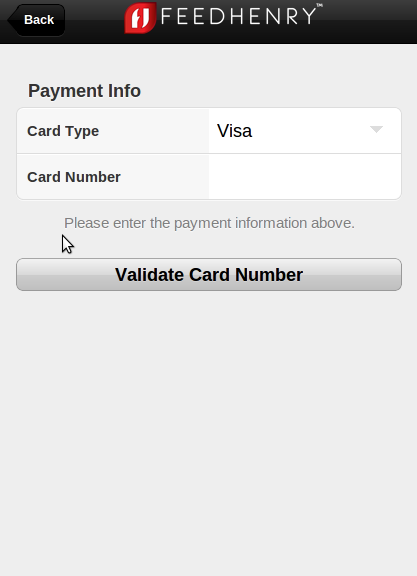 Back
FEEDHENRY™
Payment Info
Card Type
Visa
Card Number
Please enter the payment information above.
Validate Card Number